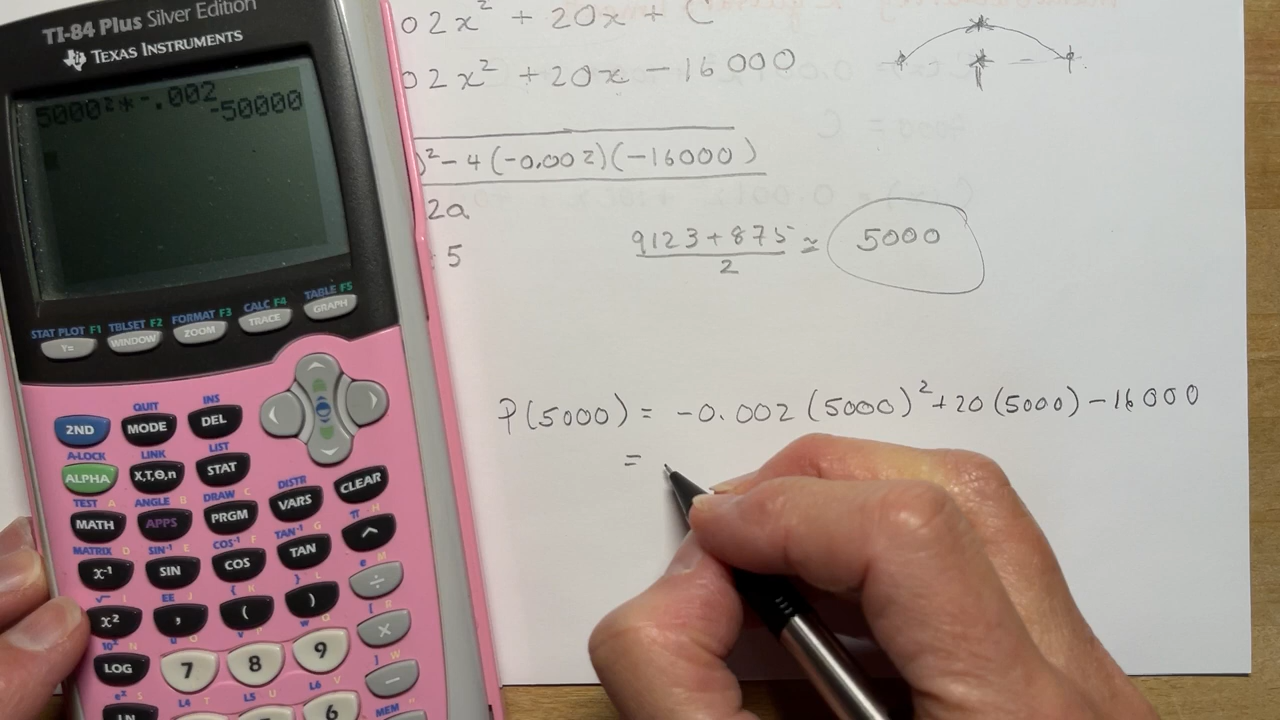 TI-84 Plus Silver Edition
TEXAS INSTRUMENTS
5000²*-.002
-50000
STAT PLOT F1 TBLSET F2 FORMAT F3 CALC F4 TABLE F5
Y= WINDOW ZOOM TRACE GRAPH
QUIT INS
2ND MODE DEL
A-LOCK LINK LIST
ALPHA X,T,Θ,n STAT
TEST A ANGLE B DRAW C DISTR
MATH APPS PRGM VARS CLEAR
MATRIX D SIN⁻¹ E COS⁻¹ F TAN⁻¹ G π H
x⁻¹ SIN COS TAN ^
√ I EE J { K } L e M
x² , ( ) ÷
10ˣ N u O v P w Q [ R
LOG 7 8 9 ×
eˣ S L4 T L5 U L6 V ] W
LN 6 −
MEM
02x² + 20x + C
02x² + 20x - 16000
)² - 4(-0.002)(-16000)
2a
5
9123+875
2
≃ 5000
P(5000) = -0.002(5000)²+20(5000)-16000
=